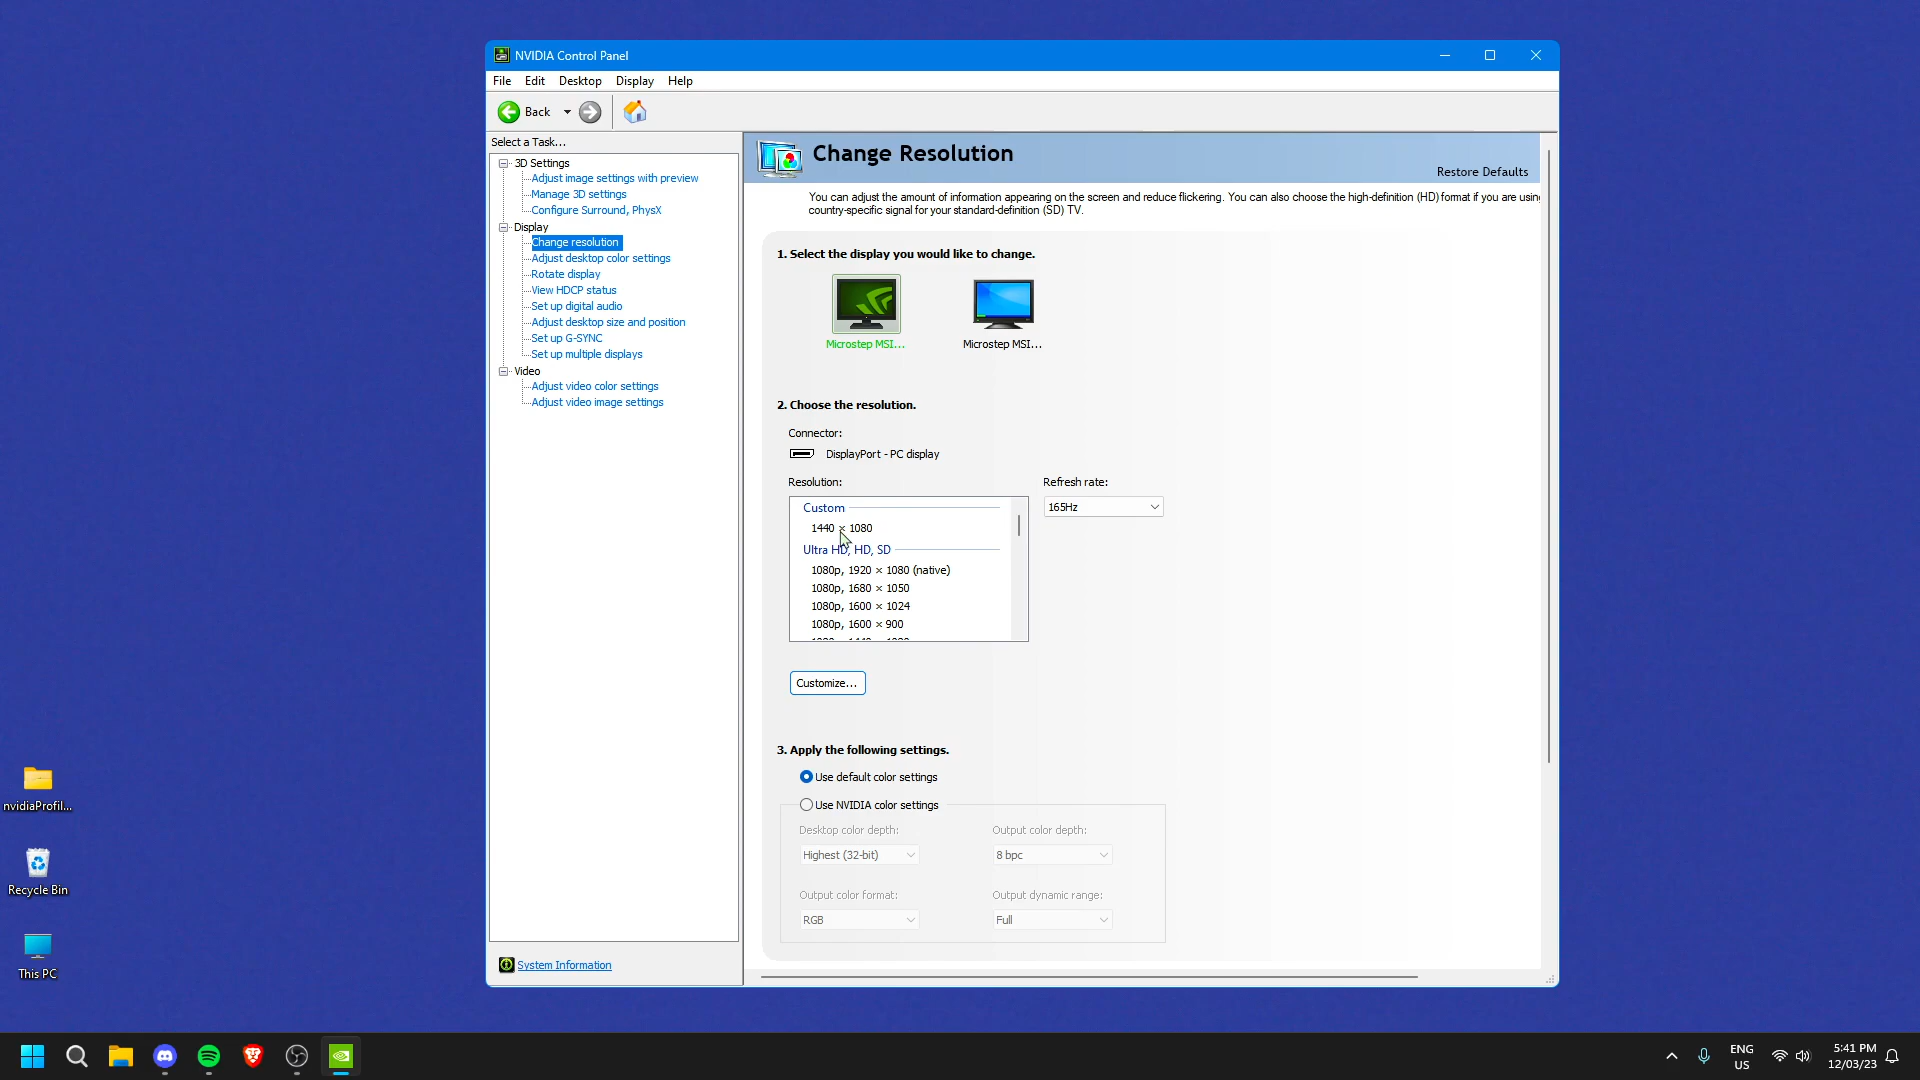 NVIDIA Control Panel
File Edit Desktop Display Help
Back
Select a Task...
3D Settings
Adjust image settings with preview
Manage 3D settings
Configure Surround, PhysX
Display
Change resolution
Adjust desktop color settings
Rotate display
View HDCP status
Set up digital audio
Adjust desktop size and position
Set up G-SYNC
Set up multiple displays
Video
Adjust video color settings
Adjust video image settings
System Information
Change Resolution
Restore Defaults
You can adjust the amount of information appearing on the screen and reduce flickering. You can also choose the high-definition (HD) format if you are using
country-specific signal for your standard-definition (SD) TV.
1. Select the display you would like to change.
Microstep MSI...
Microstep MSI...
2. Choose the resolution.
Connector:
DisplayPort - PC display
Resolution:
Refresh rate:
165Hz
Custom
1440 × 1080
Ultra HD, HD, SD
1080p, 1920 × 1080 (native)
1080p, 1680 × 1050
1080p, 1600 × 1024
1080p, 1600 × 900
Customize...
3. Apply the following settings.
Use default color settings
Use NVIDIA color settings
Desktop color depth:
Output color depth:
Highest (32-bit)
8 bpc
Output color format:
Output dynamic range:
RGB
Full
nvidiaProfil...
Recycle Bin
This PC
ENG
US
5:41 PM
12/03/23